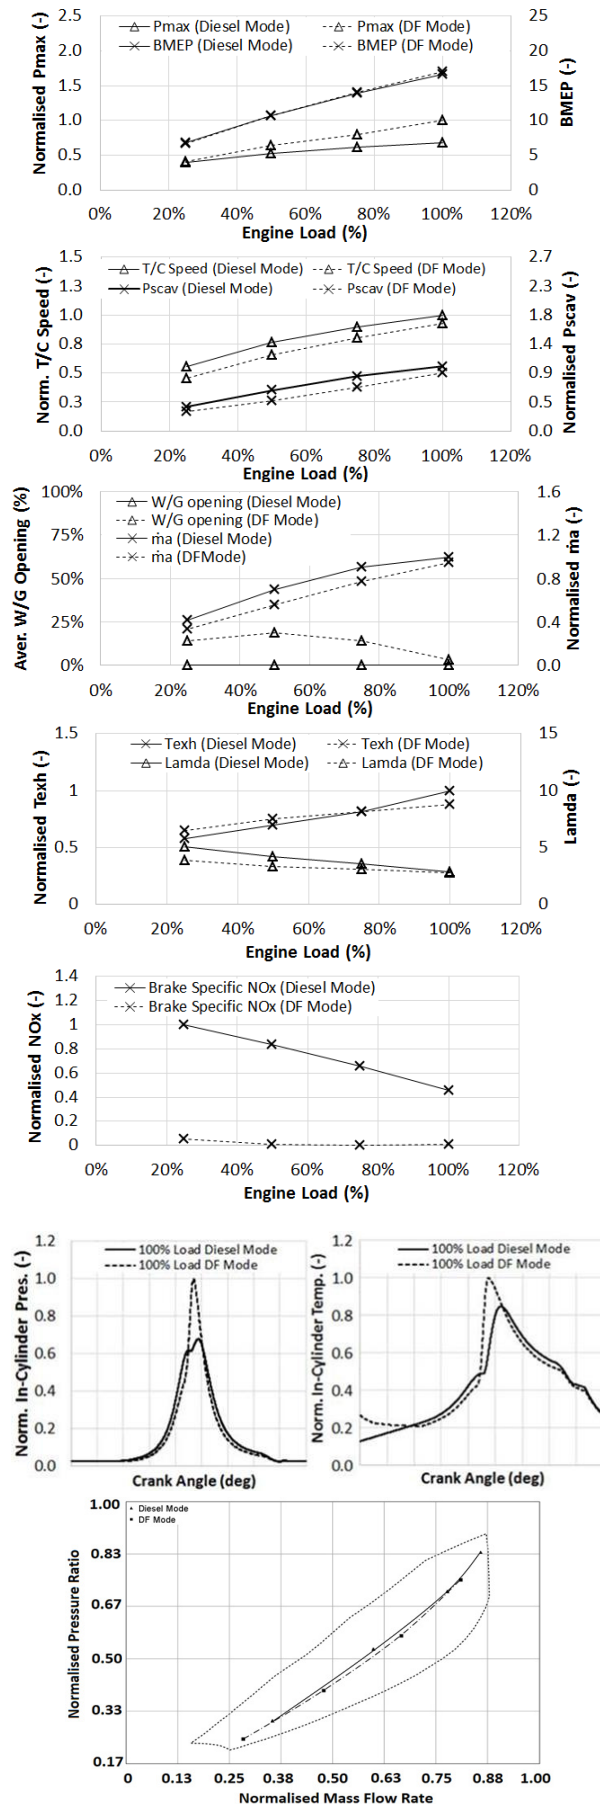 2.5 25
Pmax (Diesel Mode) Pmax (DF Mode)
BMEP (Diesel Mode) BMEP (DF Mode)
2.0 20
1.5 15
1.0 10
0.5 5
0.0 0
Normalised Pmax (-)
BMEP (-)
0% 20% 40% 60% 80% 100% 120%
Engine Load (%)
1.5 2.7
T/C Speed (Diesel Mode) T/C Speed (DF Mode)
Pscav (Diesel Mode) Pscav (DF Mode)
1.3 2.3
1.0 1.8
0.8 1.4
0.5 0.9
0.3 0.5
0.0 0.0
Norm. T/C Speed (-)
Normalised Pscav (-)
0% 20% 40% 60% 80% 100% 120%
Engine Load (%)
100% 1.6
W/G opening (Diesel Mode)
W/G opening (DF Mode)
ṁa (Diesel Mode)
ṁa (DFMode)
75% 1.2
50% 0.8
25% 0.4
0% 0.0
Aver. W/G Opening (%)
Normalised ṁa (-)
0% 20% 40% 60% 80% 100% 120%
Engine Load (%)
1.5 15
Texh (Diesel Mode) Texh (DF Mode)
Lamda (Diesel Mode) Lamda (DF Mode)
1 10
0.5 5
0 0
Normalised Texh (-)
Lamda (-)
0% 20% 40% 60% 80% 100% 120%
Engine Load (%)
1.4
Brake Specific NOx (Diesel Mode)
Brake Specific NOx (DF Mode)
1.2
1
0.8
0.6
0.4
0.2
0
Normalised NOx (-)
0% 20% 40% 60% 80% 100% 120%
Engine Load (%)
1.2
100% Load Diesel Mode
100% Load DF Mode
1.0
0.8
0.6
0.4
0.2
0.0
Norm. In-Cylinder Pres. (-)
Crank Angle (deg)
1.2
100% Load Diesel Mode
100% Load DF Mode
1.0
0.8
0.6
0.4
0.2
0.0
Norm. In-Cylinder Temp. (-)
Crank Angle (deg)
1.00
Diesel Mode
DF Mode
0.83
0.67
0.50
0.33
0.17
Normalized Pressure Ratio
0 0.13 0.25 0.38 0.50 0.63 0.75 0.88 1.00
Normalized Mass Flow Rate